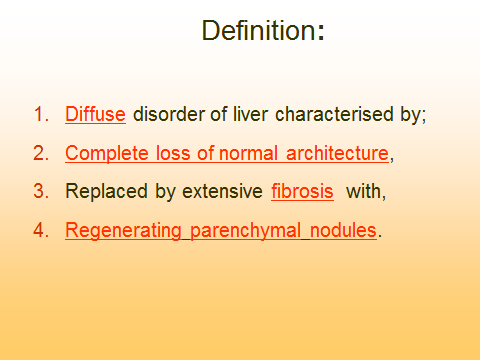 Definition:
1. Diffuse disorder of liver characterised by;
2. Complete loss of normal architecture,
3. Replaced by extensive fibrosis with,
4. Regenerating parenchymal nodules.